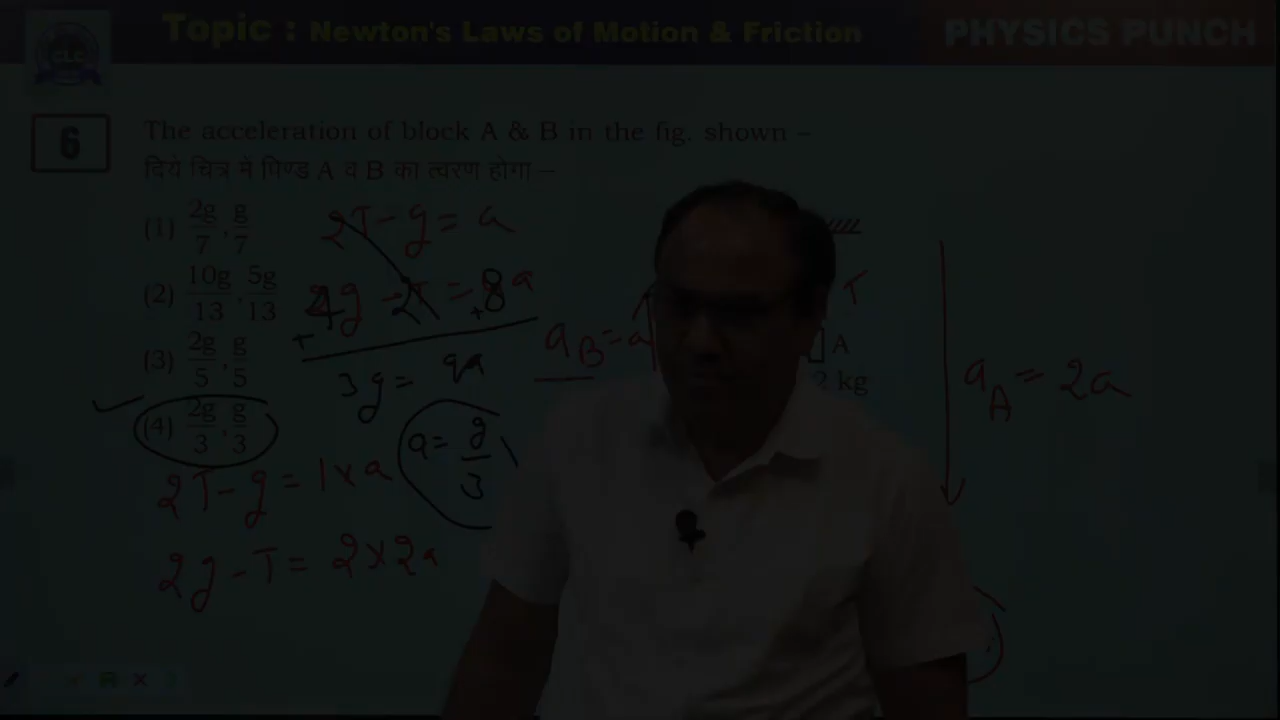 Topic : Newton's Laws of Motion & Friction
PHYSICS PUNCH
CLC
6
The acceleration of block A & B in the fig. shown –
दिये चित्र में पिण्ड A व B का त्वरण होगा –
(1) 2g/7 , g/7
(2) 10g/13 , 5g/13
(3) 2g/5 , g/5
(4) 2g/3 , g/3
2T - g = a
4g - 2T = 8a
+
3g = 9a
a = g/3
2T - g = 1 × a
2g - T = 2 × 2a
a_B = a
T
A
2 kg
a_A = 2a